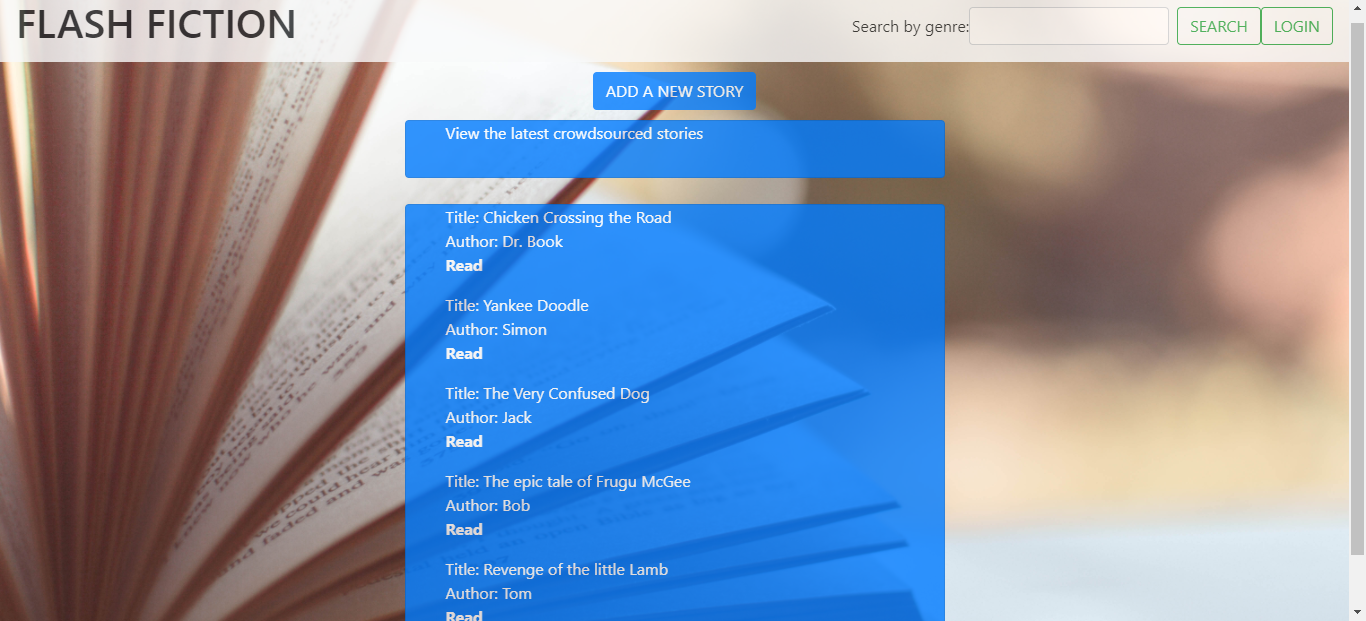 FLASH FICTION
Search by genre:
SEARCH
LOGIN
ADD A NEW STORY
View the latest crowdsourced stories
Title: Chicken Crossing the Road
Author: Dr. Book
Read
Title: Yankee Doodle
Author: Simon
Read
Title: The Very Confused Dog
Author: Jack
Read
Title: The epic tale of Frugu McGee
Author: Bob
Read
Title: Revenge of the little Lamb
Author: Tom
Read